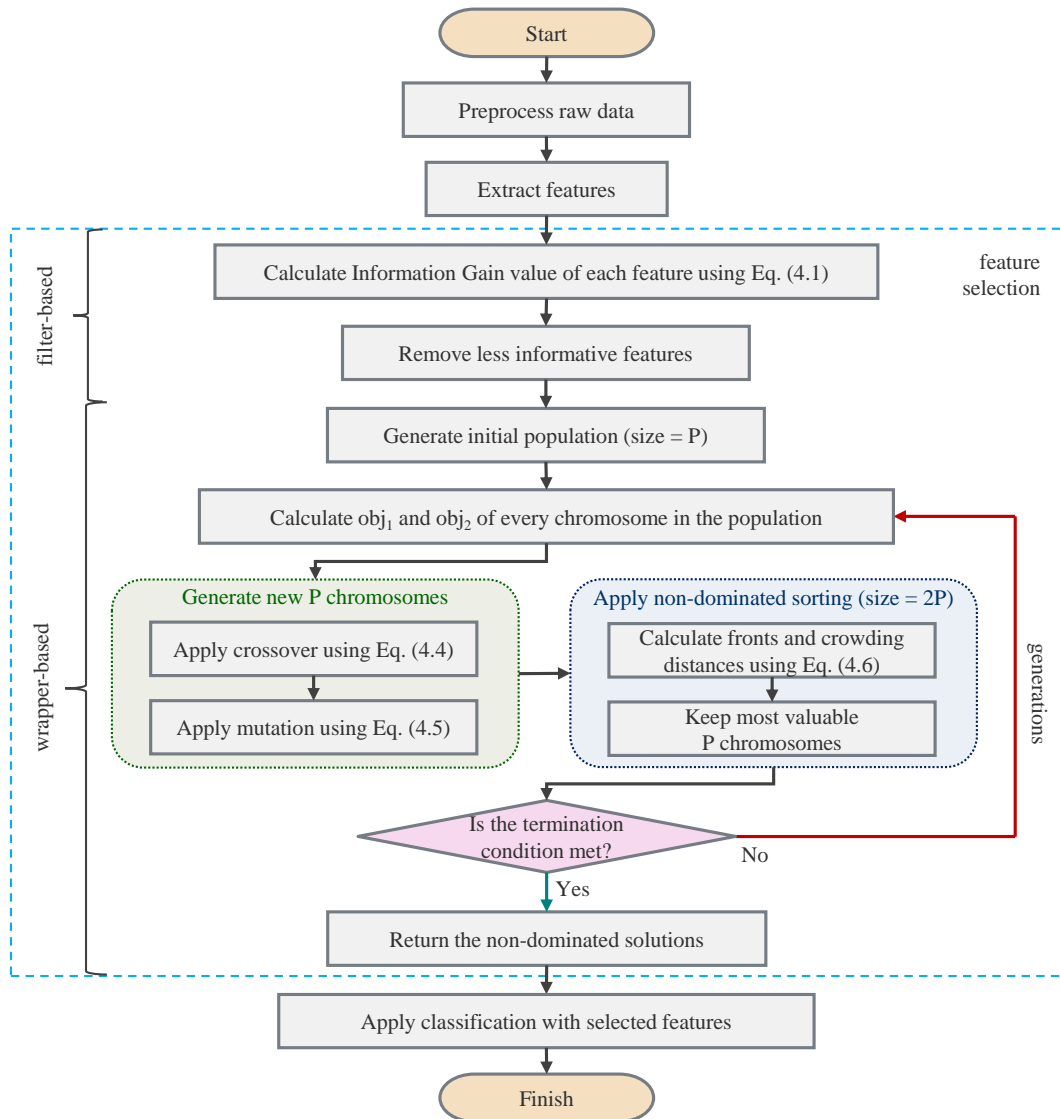 Start
Preprocess raw data
Extract features
feature
selection
filter-based
Calculate Information Gain value of each feature using Eq. (4.1)
Remove less informative features
wrapper-based
Generate initial population (size = P)
Calculate obj₁ and obj₂ of every chromosome in the population
Generate new P chromosomes
Apply crossover using Eq. (4.4)
Apply mutation using Eq. (4.5)
Apply non-dominated sorting (size = 2P)
Calculate fronts and crowding
distances using Eq. (4.6)
Keep most valuable
P chromosomes
generations
Is the termination
condition met?
No
Yes
Return the non-dominated solutions
Apply classification with selected features
Finish